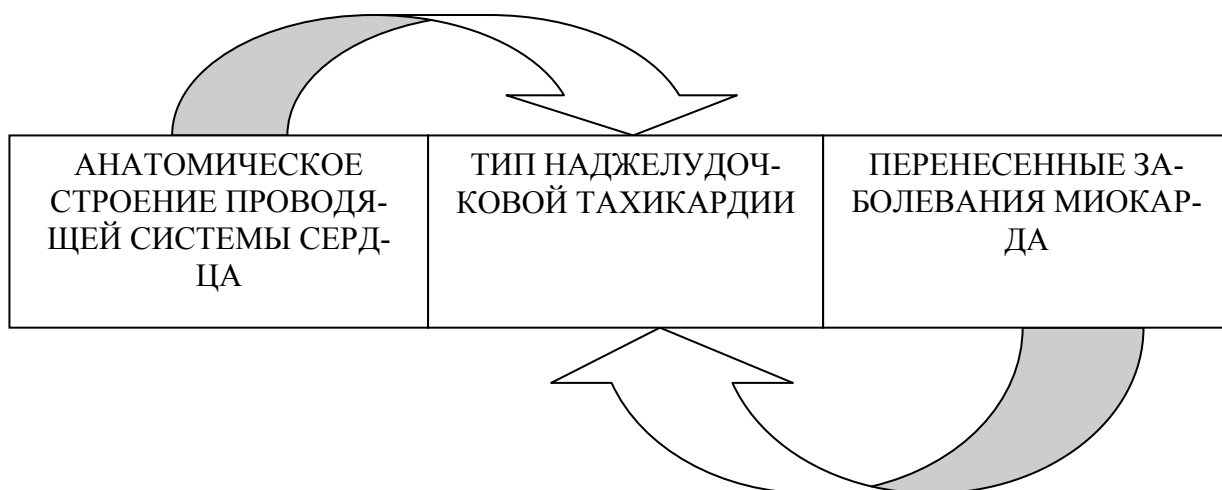 АНАТОМИЧЕСКОЕ
СТРОЕНИЕ ПРОВОДЯ-
ЩЕЙ СИСТЕМЫ СЕРД-
ЦА
ТИП НАДЖЕЛУДОЧ-
КОВОЙ ТАХИКАРДИИ
ПЕРЕНЕСЕННЫЕ ЗА-
БОЛЕВАНИЯ МИОКАР-
ДА